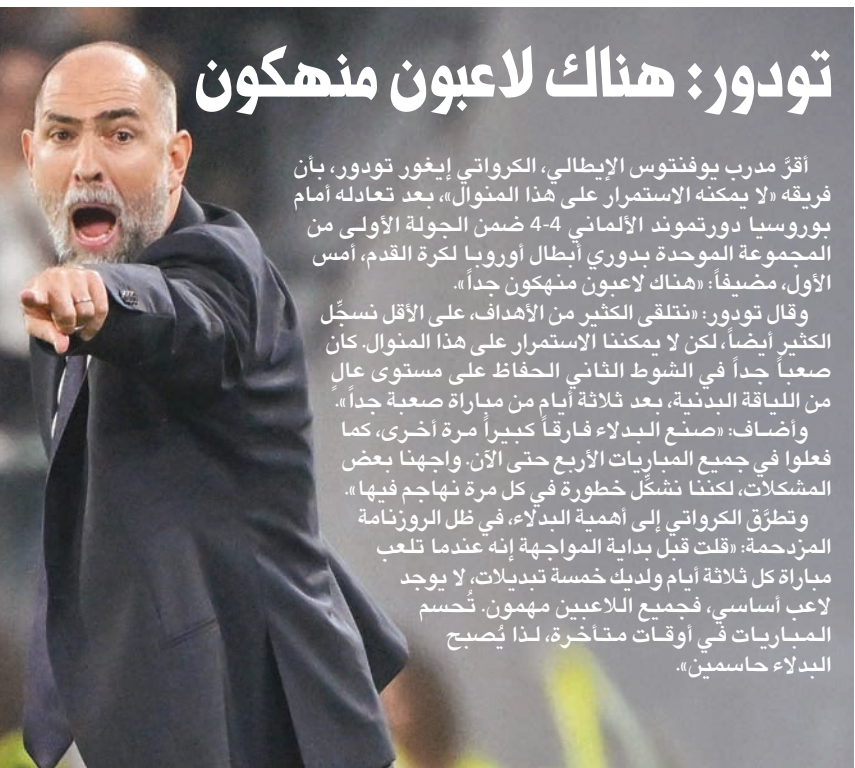 تودور: هناك لاعبون منهكون
أقرَّ مدرب يوفنتوس الإيطالي، الكرواتي إيغور تودور، بأن
فريقه «لا يمكنه الاستمرار على هذا المنوال»، بعد تعادله أمام
بوروسيا دورتموند الألماني 4-4 ضمن الجولة الأولى من
المجموعة الموحدة بدوري أبطال أوروبا لكرة القدم، أمس
الأول، مضيفاً: «هناك لاعبون منهكون جداً».
وقال تودور: «نتلقى الكثير من الأهداف، على الأقل نسجِّل
الكثير أيضاً، لكن لا يمكننا الاستمرار على هذا المنوال. كان
صعباً جداً في الشوط الثاني الحفاظ على مستوى عالٍ
من اللياقة البدنية، بعد ثلاثة أيام من مباراة صعبة جداً».
وأضاف: «صنع البدلاء فارقاً كبيراً مرة أخرى، كما
فعلوا في جميع المباريات الأربع حتى الآن. واجهنا بعض
المشكلات، لكننا نشكِّل خطورة في كل مرة نهاجم فيها».
وتطرَّق الكرواتي إلى أهمية البدلاء، في ظل الروزنامة
المزدحمة: «قلت قبل بداية المواجهة إنه عندما تلعب
مباراة كل ثلاثة أيام ولديك خمسة تبديلات، لا يوجد
لاعب أساسي، فجميع اللاعبين مهمون. تُحسم
المباريات في أوقات متأخرة، لذا يُصبح
البدلاء حاسمين».